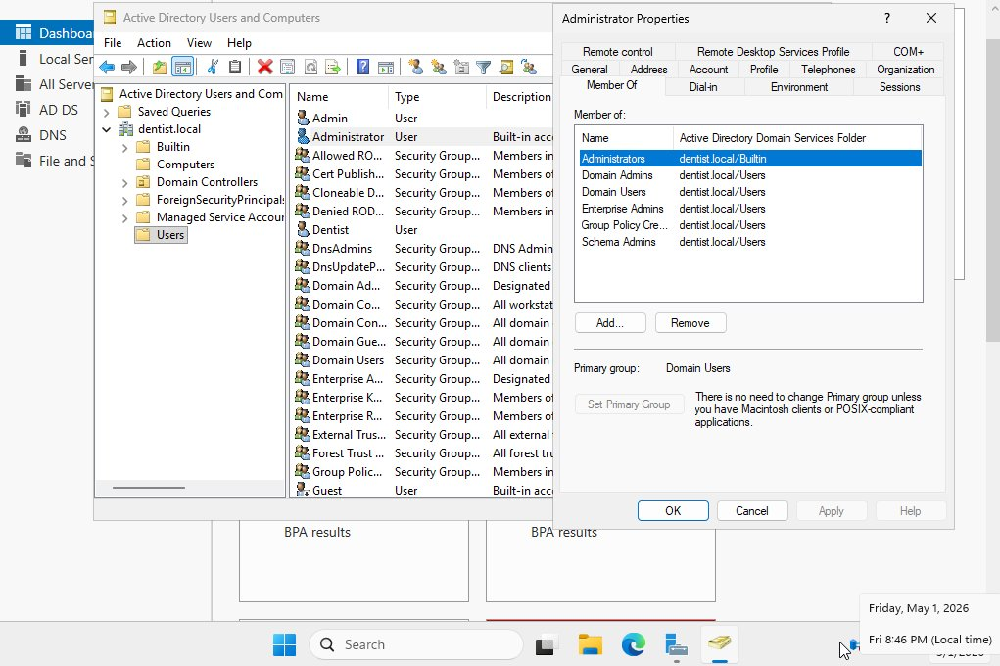 Dashboa
Local Ser
All Server
AD DS
DNS
File and S
Active Directory Users and Computers
File Action View Help
Active Directory Users and Com
Saved Queries
dentist.local
Builtin
Computers
Domain Controllers
ForeignSecurityPrincipals
Managed Service Accour
Users
Name Type Description
Admin User
Administrator User Built-in acc
Allowed RO... Security Group... Members in
Cert Publish... Security Group... Members of
Cloneable D... Security Group... Members of
Denied ROD... Security Group... Members in
Dentist User
DnsAdmins Security Group... DNS Admin
DnsUpdateP... Security Group... DNS clients
Domain Ad... Security Group... Designated
Domain Co... Security Group... All workstat
Domain Con... Security Group... All domain
Domain Gue... Security Group... All domain
Domain Users Security Group... All domain
Enterprise A... Security Group... Designated
Enterprise K... Security Group... Members of
Enterprise R... Security Group... Members of
External Trus... Security Group... All external
Forest Trust ... Security Group... All forest tru
Group Polic... Security Group... Members in
Guest User Built-in acc
Administrator Properties ?
Remote control Remote Desktop Services Profile COM+
General Address Account Profile Telephones Organization
Member Of Dial-in Environment Sessions
Member of:
Name Active Directory Domain Services Folder
Administrators dentist.local/Builtin
Domain Admins dentist.local/Users
Domain Users dentist.local/Users
Enterprise Admins dentist.local/Users
Group Policy Cre... dentist.local/Users
Schema Admins dentist.local/Users
Add... Remove
Primary group: Domain Users
Set Primary Group
There is no need to change Primary group unless
you have Macintosh clients or POSIX-compliant
applications.
OK Cancel Apply Help
BPA results BPA results
Search
Friday, May 1, 2026
Fri 8:46 PM (Local time)